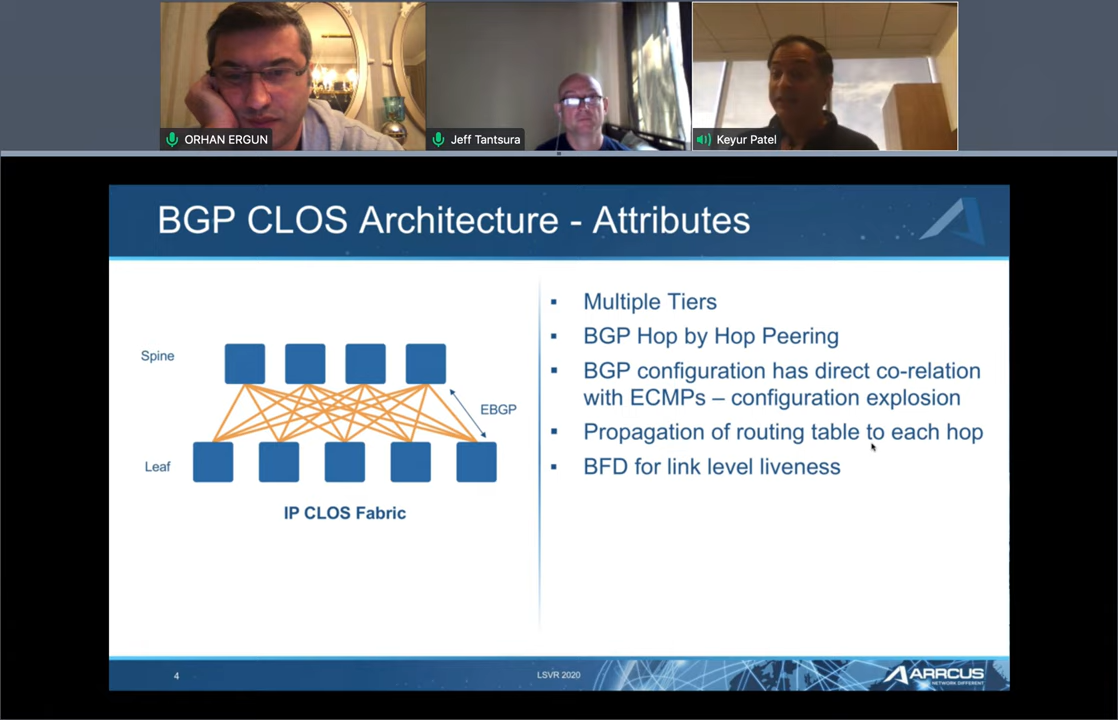 ORHAN ERGUN
Jeff Tantsura
Keyur Patel
BGP CLOS Architecture - Attributes
Spine
EBGP
Leaf
IP CLOS Fabric
▪ Multiple Tiers
▪ BGP Hop by Hop Peering
▪ BGP configuration has direct co-relation
with ECMPs – configuration explosion
▪ Propagation of routing table to each hop
▪ BFD for link level liveness
4
LSVR 2020
ARRCUS
NETWORK DIFFERENT